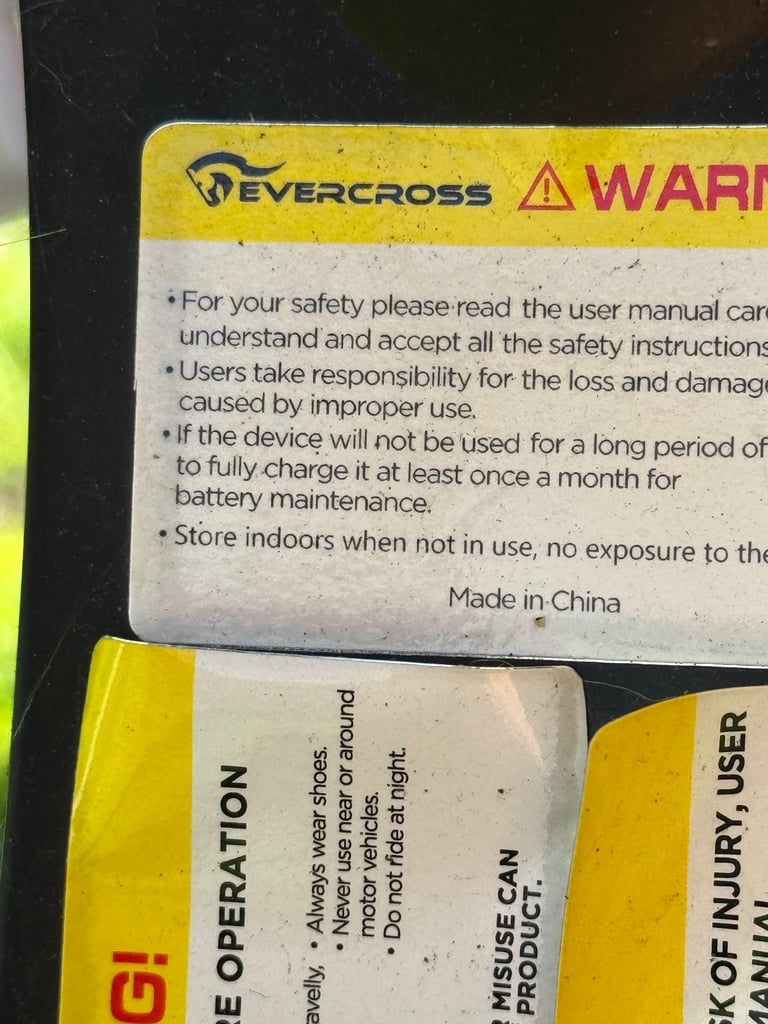 EVERCROSS
⚠ WARN
• For your safety please read the user manual care
understand and accept all the safety instructions
• Users take responsibility for the loss and damage
caused by improper use.
• If the device will not be used for a long period of
to fully charge it at least once a month for
battery maintenance.
• Store indoors when not in use, no exposure to the
Made in China
G!
RE OPERATION
avelly,
• Always wear shoes.
• Never use near or around
motor vehicles.
• Do not ride at night.
R MISUSE CAN
PRODUCT.
SK OF INJURY, USER
MANUAL